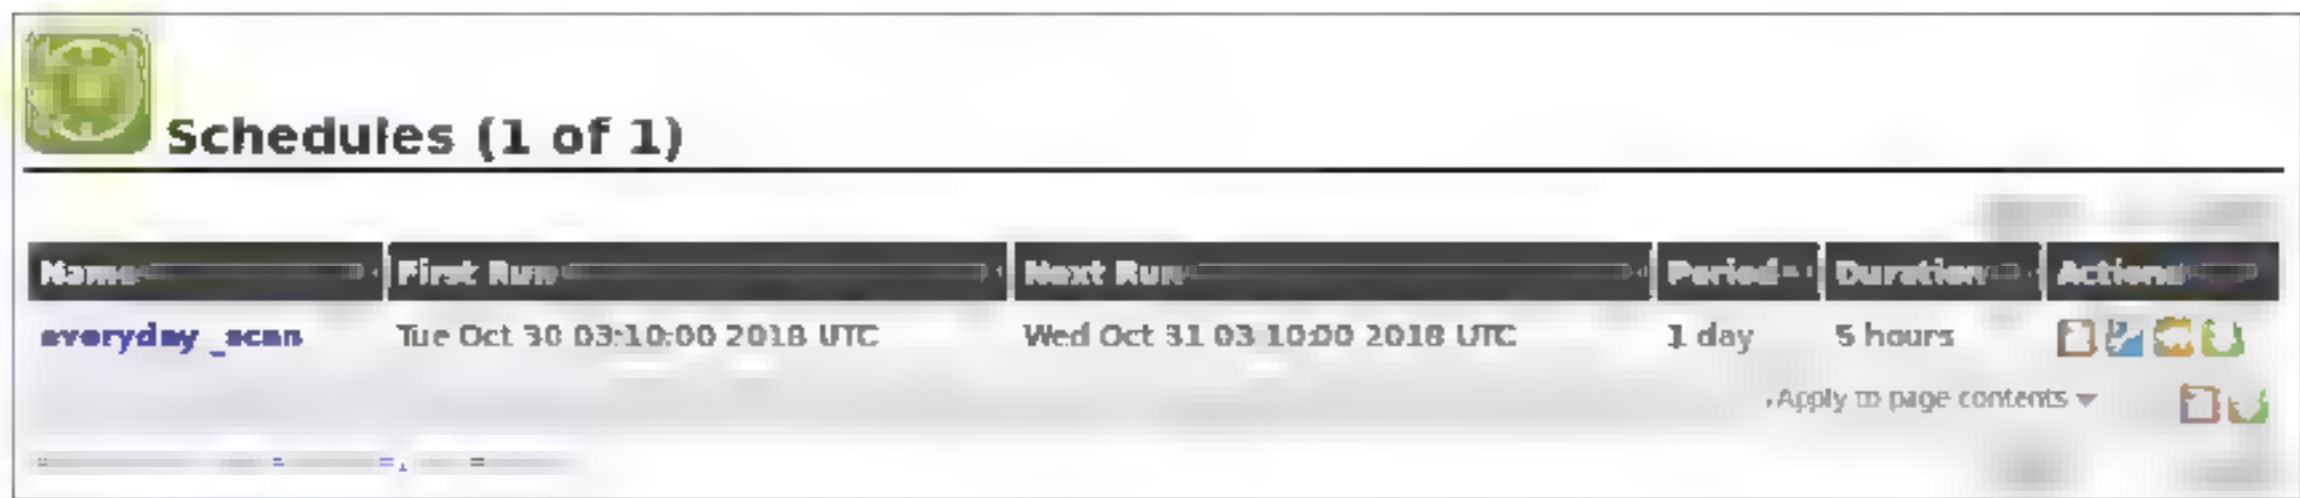 Schedules (1 of 1)
Name First Run Next Run Period Duration Actions
everyday_scan Tue Oct 30 03:10:00 2018 UTC Wed Oct 31 03:10:00 2018 UTC 1 day 5 hours
Apply to page contents